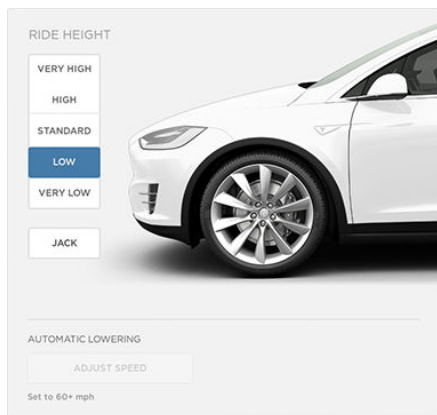 RIDE HEIGHT
VERY HIGH
HIGH
STANDARD
LOW
VERY LOW
JACK
AUTOMATIC LOWERING
ADJUST SPEED
Set to 60+ mph